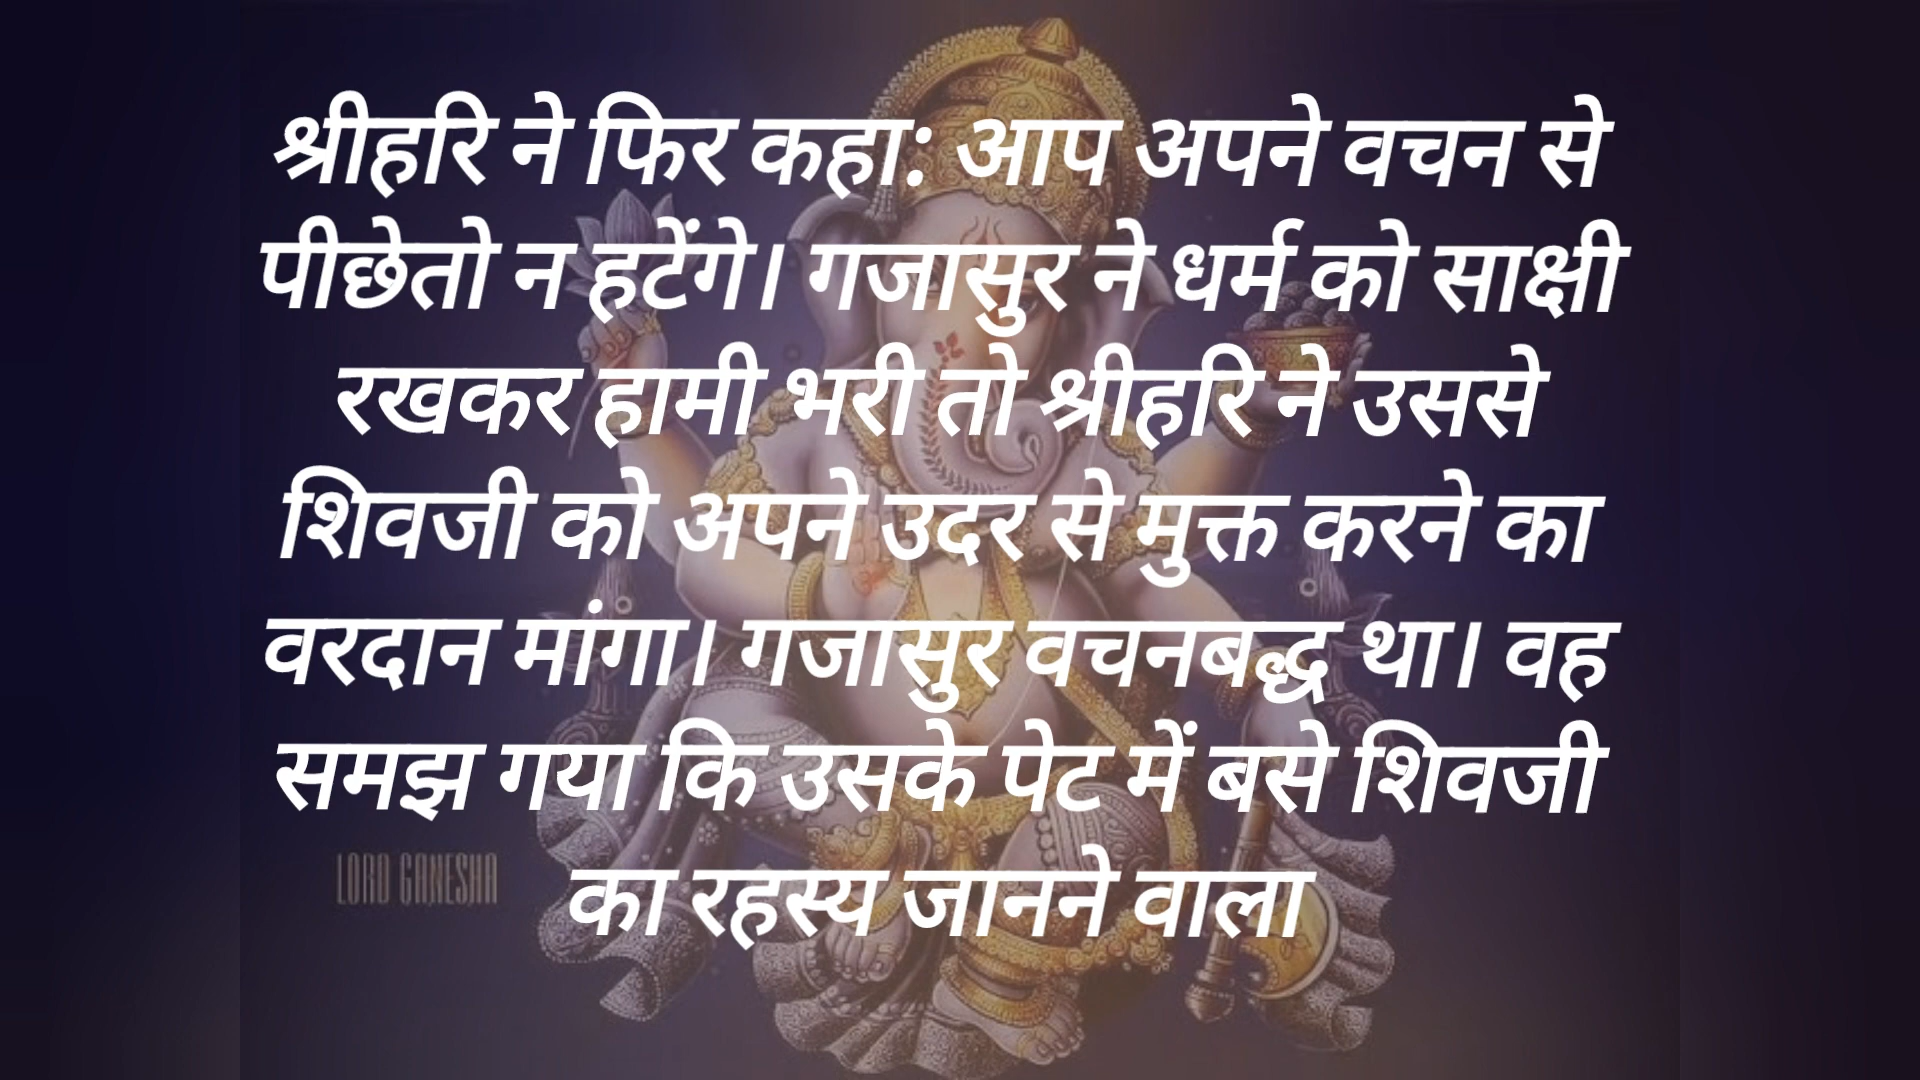 श्रीहरि ने फिर कहा: आप अपने वचन से
पीछेतो न हटेंगे। गजासुर ने धर्म को साक्षी
रखकर हामी भरी तो श्रीहरि ने उससे
शिवजी को अपने उदर से मुक्त करने का
वरदान मांगा। गजासुर वचनबद्ध था। वह
समझ गया कि उसके पेट में बसे शिवजी
का रहस्य जानने वाला
LORD GANESHA